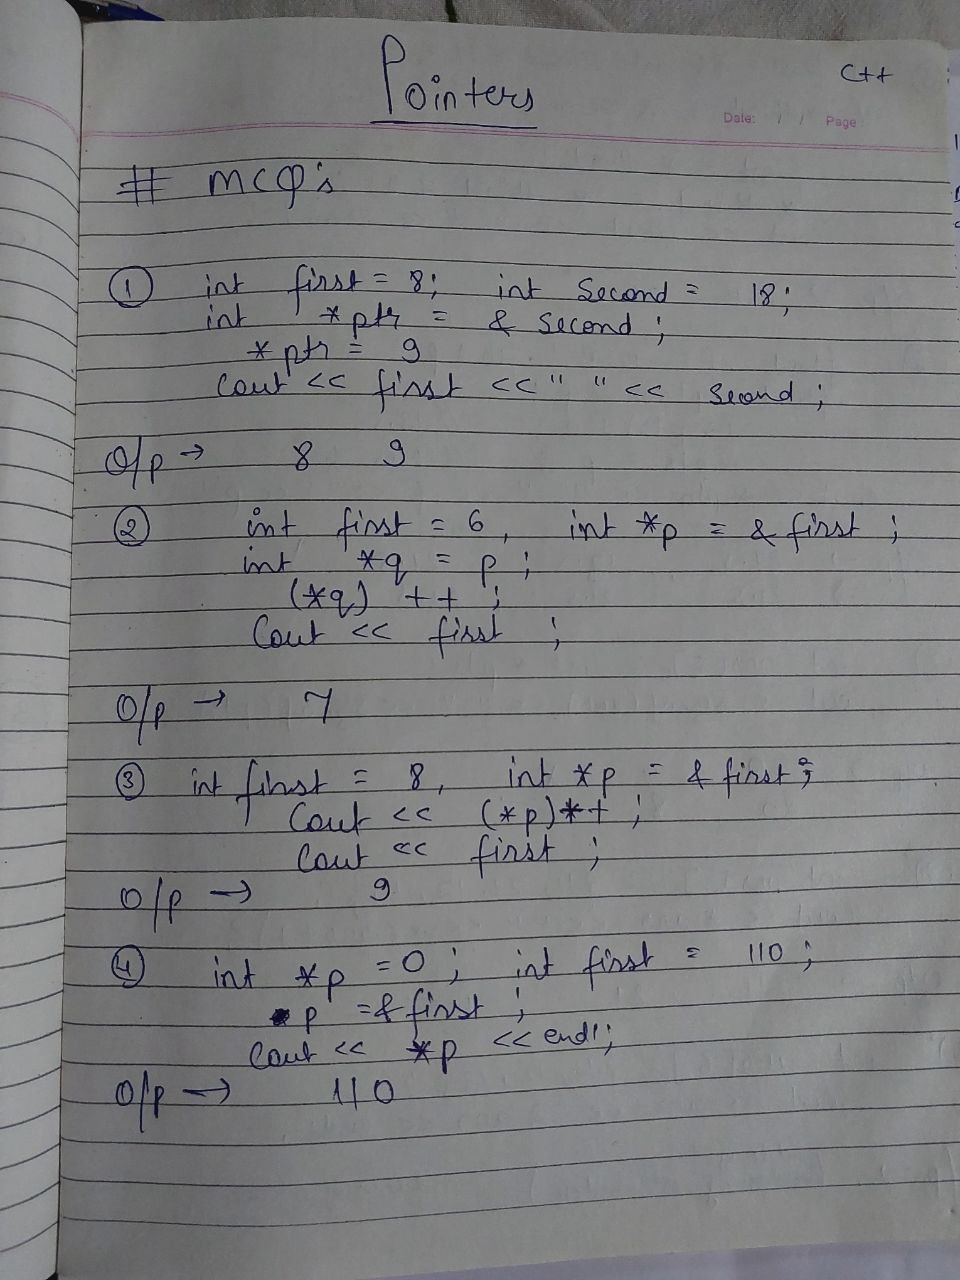 C++
Pointers
Date: / / Page
# MCQ's
① int first = 8; int Second = 18;
int *ptr = & Second ;
*ptr = 9
Cout << first << " " << Second ;
O/p → 8 9
② int first = 6, int *p = & first ;
int *q = p ;
(*q) ++ ;
Cout << first ;
O/p → 7
③ int first = 8, int *p = & first ;
Cout << (*p)*+ ;
Cout << first ;
O/p → 9
④ int *p = 0 ; int first = 110 ;
p = & first ;
Cout << *p << endl;
O/p → 110